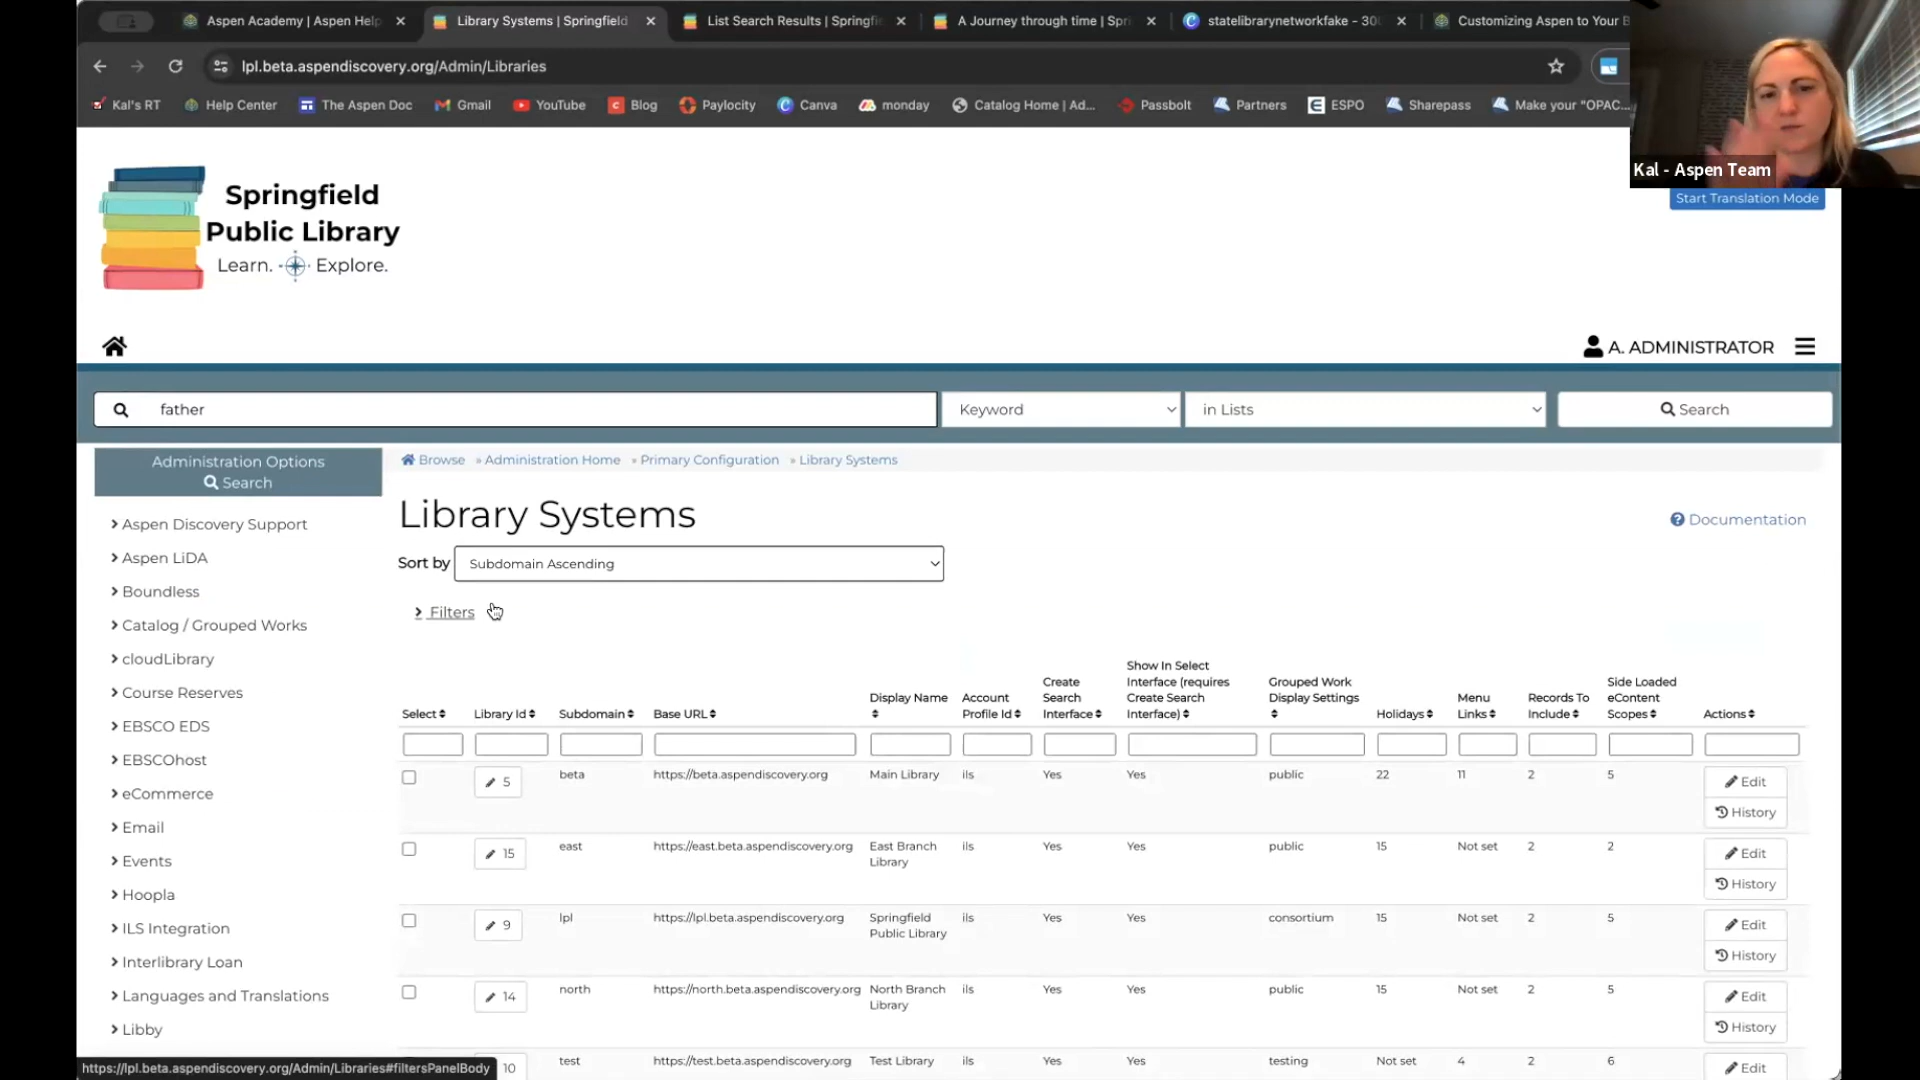 Aspen Academy | Aspen Help
Library Systems | Springfield
List Search Results | Springfi
A Journey through time | Spri
statelibrarynetworkfake - 30
Customizing Aspen to Your B
lpl.beta.aspendiscovery.org/Admin/Libraries
Kal's RT
Help Center
The Aspen Doc
Gmail
YouTube
Blog
Paylocity
Canva
monday
Catalog Home | Ad...
Passbolt
Partners
ESPO
Sharepass
Make your "OPAC...
Kal - Aspen Team
Springfield
Public Library
Learn. Explore.
Start Translation Mode
A. ADMINISTRATOR
father
Keyword
in Lists
Search
Administration Options
Search
Browse » Administration Home » Primary Configuration » Library Systems
Library Systems
Documentation
Sort by Subdomain Ascending
Filters
Aspen Discovery Support
Aspen LiDA
Boundless
Catalog / Grouped Works
cloudLibrary
Course Reserves
EBSCO EDS
EBSCOhost
eCommerce
Email
Events
Hoopla
ILS Integration
Interlibrary Loan
Languages and Translations
Libby
Select
Library Id
Subdomain
Base URL
Display Name
Account
Profile Id
Create
Search
Interface
Show In Select
Interface (requires
Create Search
Interface)
Grouped Work
Display Settings
Holidays
Menu
Links
Records To
Include
Side Loaded
eContent
Scopes
Actions
5 beta https://beta.aspendiscovery.org Main Library ils Yes Yes public 22 11 2 5 Edit
History
15 east https://east.beta.aspendiscovery.org East Branch ils Yes Yes public 15 Not set 2 2 Edit
Library
History
9 lpl https://lpl.beta.aspendiscovery.org Springfield ils Yes Yes consortium 15 Not set 2 5 Edit
Public Library
History
14 north https://north.beta.aspendiscovery.org North Branch ils Yes Yes public 15 Not set 2 5 Edit
Library
History
10 test https://test.beta.aspendiscovery.org Test Library ils Yes Yes testing Not set 4 2 6 Edit
https://lpl.beta.aspendiscovery.org/Admin/Libraries#filtersPanelBody